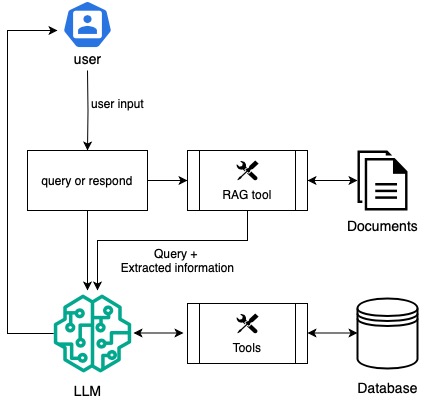 user
user input
query or respond
RAG tool
Documents
Query +
Extracted information
Tools
LLM
Database